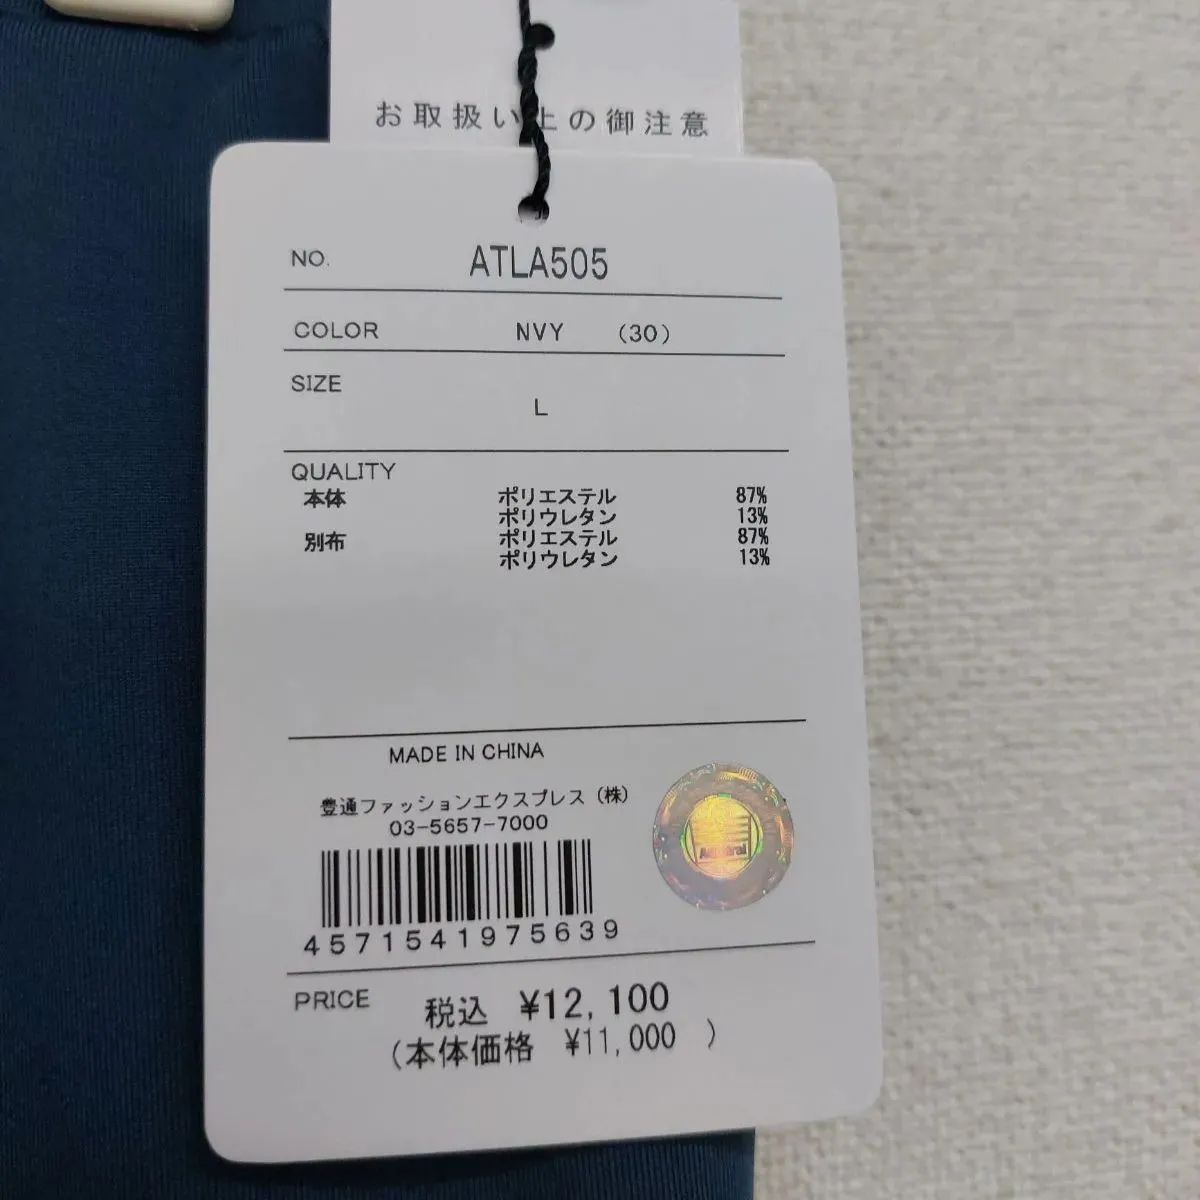 お取扱い上の御注意
NO. ATLA505
COLOR NVY （30）
SIZE
L
QUALITY
本体 ポリエステル 87%
ポリウレタン 13%
別布 ポリエステル 87%
ポリウレタン 13%
MADE IN CHINA
豊通ファッションエクスプレス（株）
03-5657-7000
Admiral
4571541975639
PRICE 税込 ¥12,100
（本体価格 ¥11,000 ）